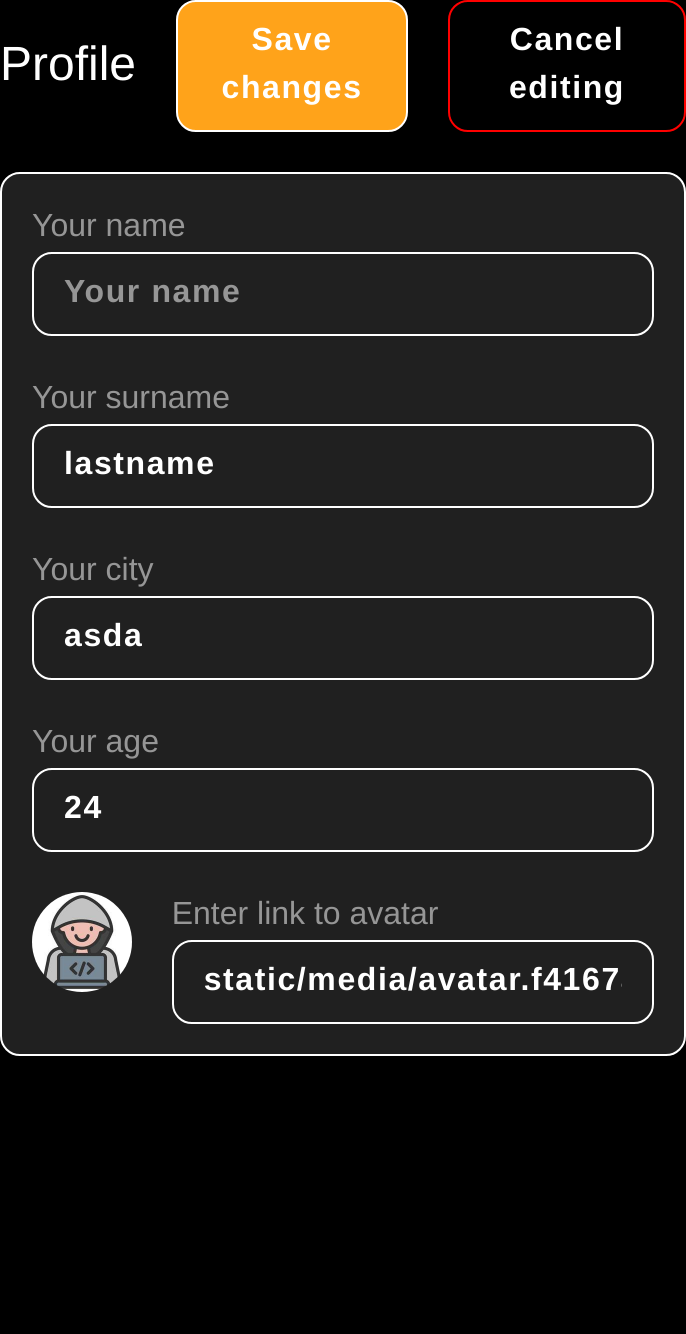 Profile
Save
changes
Cancel
editing
Your name
Your name
Your surname
lastname
Your city
asda
Your age
24
Enter link to avatar
static/media/avatar.f4167